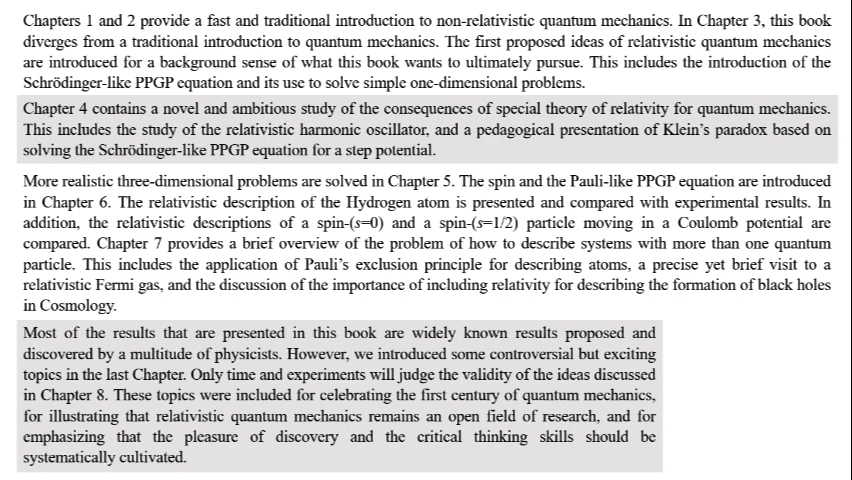 Chapters 1 and 2 provide a fast and traditional introduction to non-relativistic quantum mechanics. In Chapter 3, this book
diverges from a traditional introduction to quantum mechanics. The first proposed ideas of relativistic quantum mechanics
are introduced for a background sense of what this book wants to ultimately pursue. This includes the introduction of the
Schrödinger-like PPGP equation and its use to solve simple one-dimensional problems.
Chapter 4 contains a novel and ambitious study of the consequences of special theory of relativity for quantum mechanics.
This includes the study of the relativistic harmonic oscillator, and a pedagogical presentation of Klein’s paradox based on
solving the Schrödinger-like PPGP equation for a step potential.
More realistic three-dimensional problems are solved in Chapter 5. The spin and the Pauli-like PPGP equation are introduced
in Chapter 6. The relativistic description of the Hydrogen atom is presented and compared with experimental results. In
addition, the relativistic descriptions of a spin-(s=0) and a spin-(s=1/2) particle moving in a Coulomb potential are
compared. Chapter 7 provides a brief overview of the problem of how to describe systems with more than one quantum
particle. This includes the application of Pauli’s exclusion principle for describing atoms, a precise yet brief visit to a
relativistic Fermi gas, and the discussion of the importance of including relativity for describing the formation of black holes
in Cosmology.
Most of the results that are presented in this book are widely known results proposed and
discovered by a multitude of physicists. However, we introduced some controversial but exciting
topics in the last Chapter. Only time and experiments will judge the validity of the ideas discussed
in Chapter 8. These topics were included for celebrating the first century of quantum mechanics,
for illustrating that relativistic quantum mechanics remains an open field of research, and for
emphasizing that the pleasure of discovery and the critical thinking skills should be
systematically cultivated.